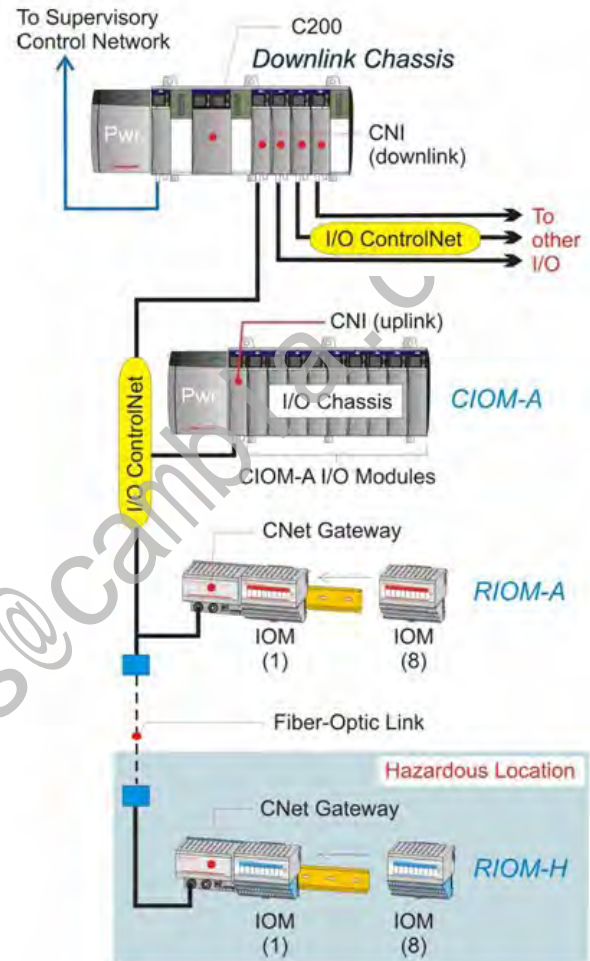 To Supervisory
Control Network
C200
Downlink Chassis
Pwr
CNI
(downlink)
To
other
I/O
I/O ControlNet
CNI (uplink)
Pwr
I/O Chassis
CIOM-A
I/O ControlNet
CIOM-A I/O Modules
CNet Gateway
RIOM-A
IOM
(1)
IOM
(8)
Fiber-Optic Link
Hazardous Location
CNet Gateway
RIOM-H
IOM
(1)
IOM
(8)
s@cambia.c